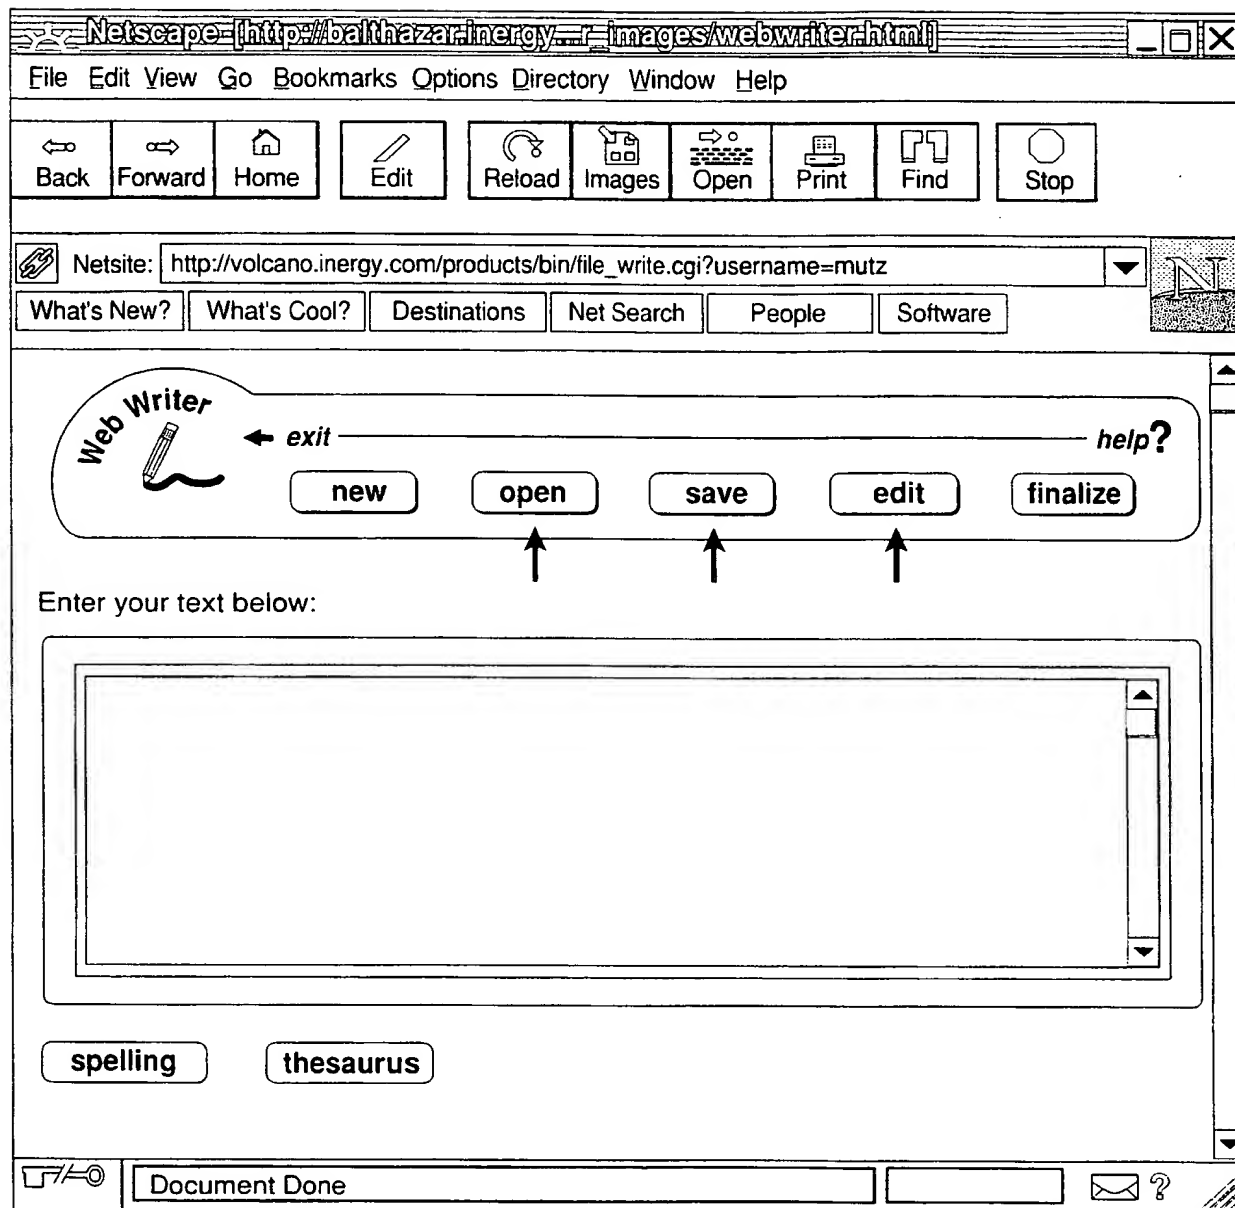 Netscape-[http://balthazar.inergy...r_images/webwriter.html]
File Edit View Go Bookmarks Options Directory Window Help
Back Forward Home Edit Reload Images Open Print Find Stop
Netsite: http://volcano.inergy.com/products/bin/file_write.cgi?username=mutz
N
What's New? What's Cool? Destinations Net Search People Software
Web Writer
exit help?
new open save edit finalize
Enter your text below:
spelling thesaurus
Document Done
?